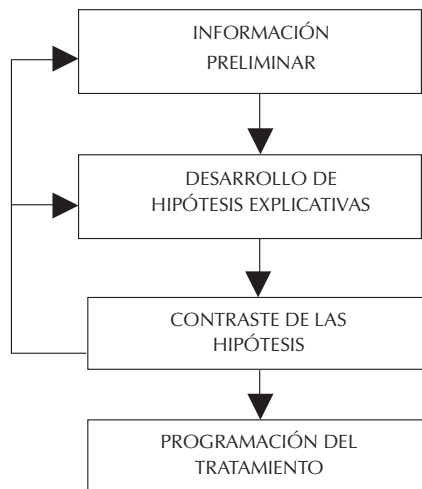 INFORMACIÓN
PRELIMINAR
DESARROLLO DE
HIPÓTESIS EXPLICATIVAS
CONTRASTE DE LAS
HIPÓTESIS
PROGRAMACIÓN DEL
TRATAMIENTO